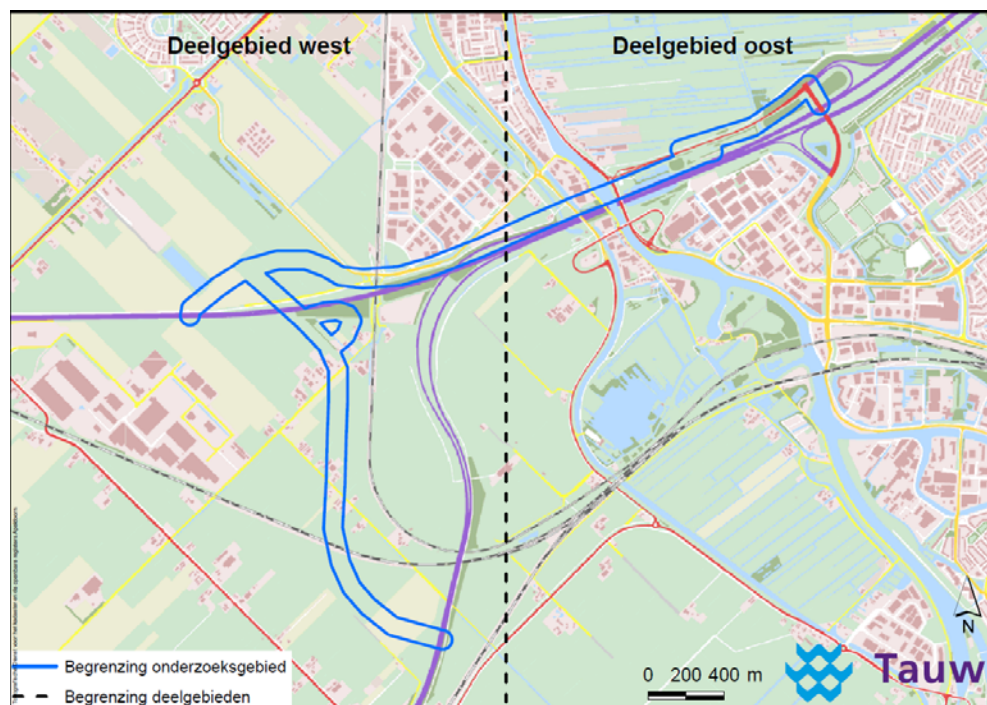 Deelgebied west
Deelgebied oost
Begrenzing onderzoeksgebied
Begrenzing deelgebieden
0 200 400 m
N
Tauw